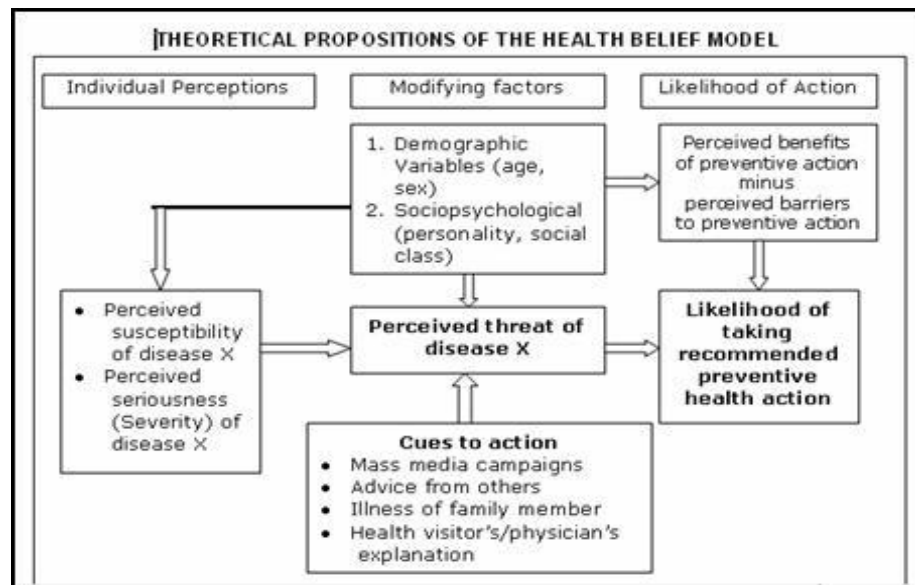 THEORETICAL PROPOSITIONS OF THE HEALTH BELIEF MODEL
Individual Perceptions
Modifying factors
Likelihood of Action
1. Demographic
Variables (age,
sex)
2. Sociopsychological
(personality, social
class)
Perceived benefits
of preventive action
minus
perceived barriers
to preventive action
• Perceived
susceptibility
of disease X
• Perceived
seriousness
(Severity) of
disease X
Perceived threat of
disease X
Likelihood of
taking
recommended
preventive
health action
Cues to action
• Mass media campaigns
• Advice from others
• Illness of family member
• Health visitor's/physician's
explanation